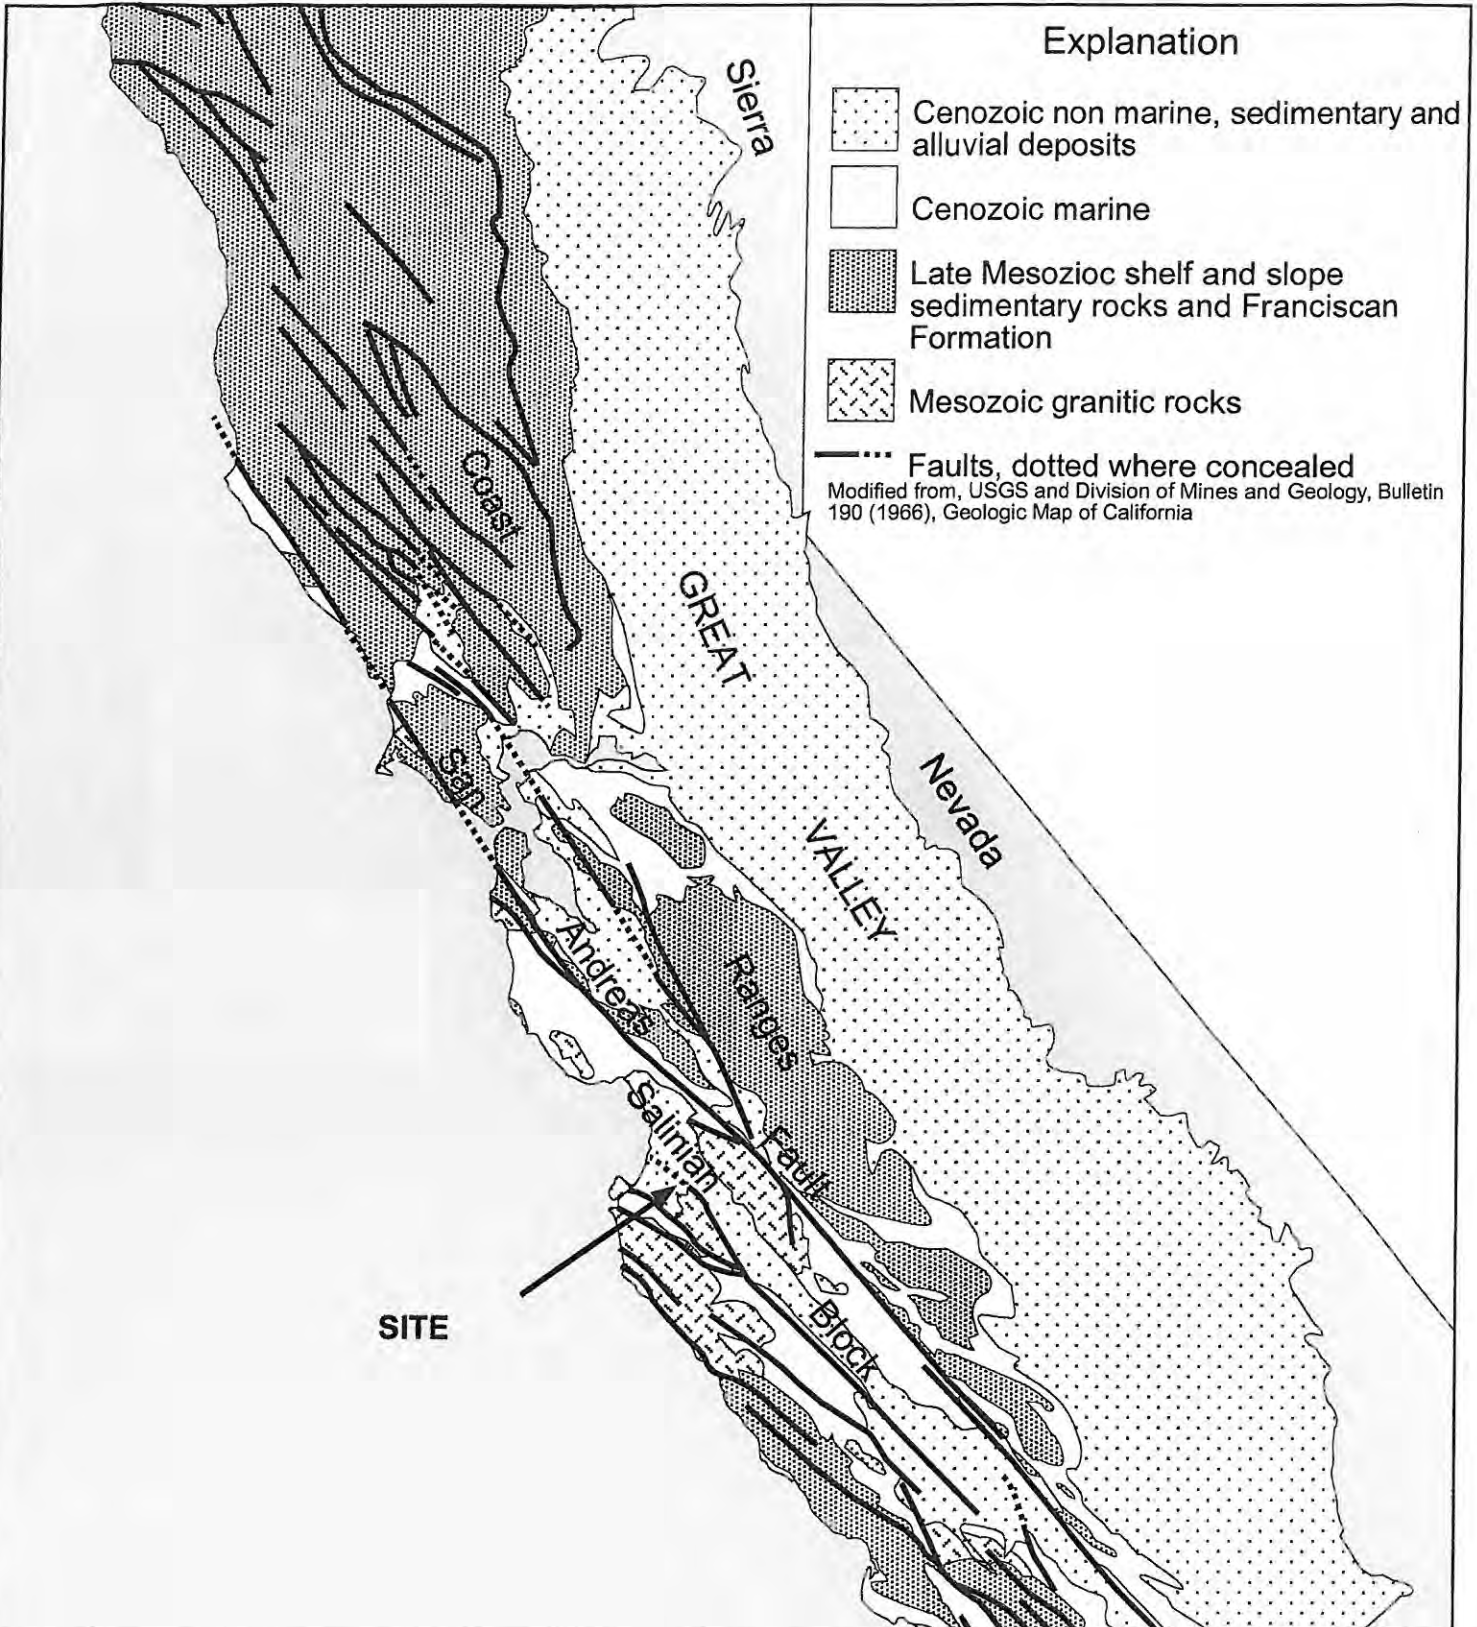 Explanation
Cenozoic non marine, sedimentary and
alluvial deposits
Cenozoic marine
Late Mesozioc shelf and slope
sedimentary rocks and Franciscan
Formation
Mesozoic granitic rocks
Faults, dotted where concealed
Modified from, USGS and Division of Mines and Geology, Bulletin
190 (1966), Geologic Map of California
Sierra
Nevada
GREAT
VALLEY
Coast
Ranges
San
Andreas
Fault
Salinian
Block
SITE